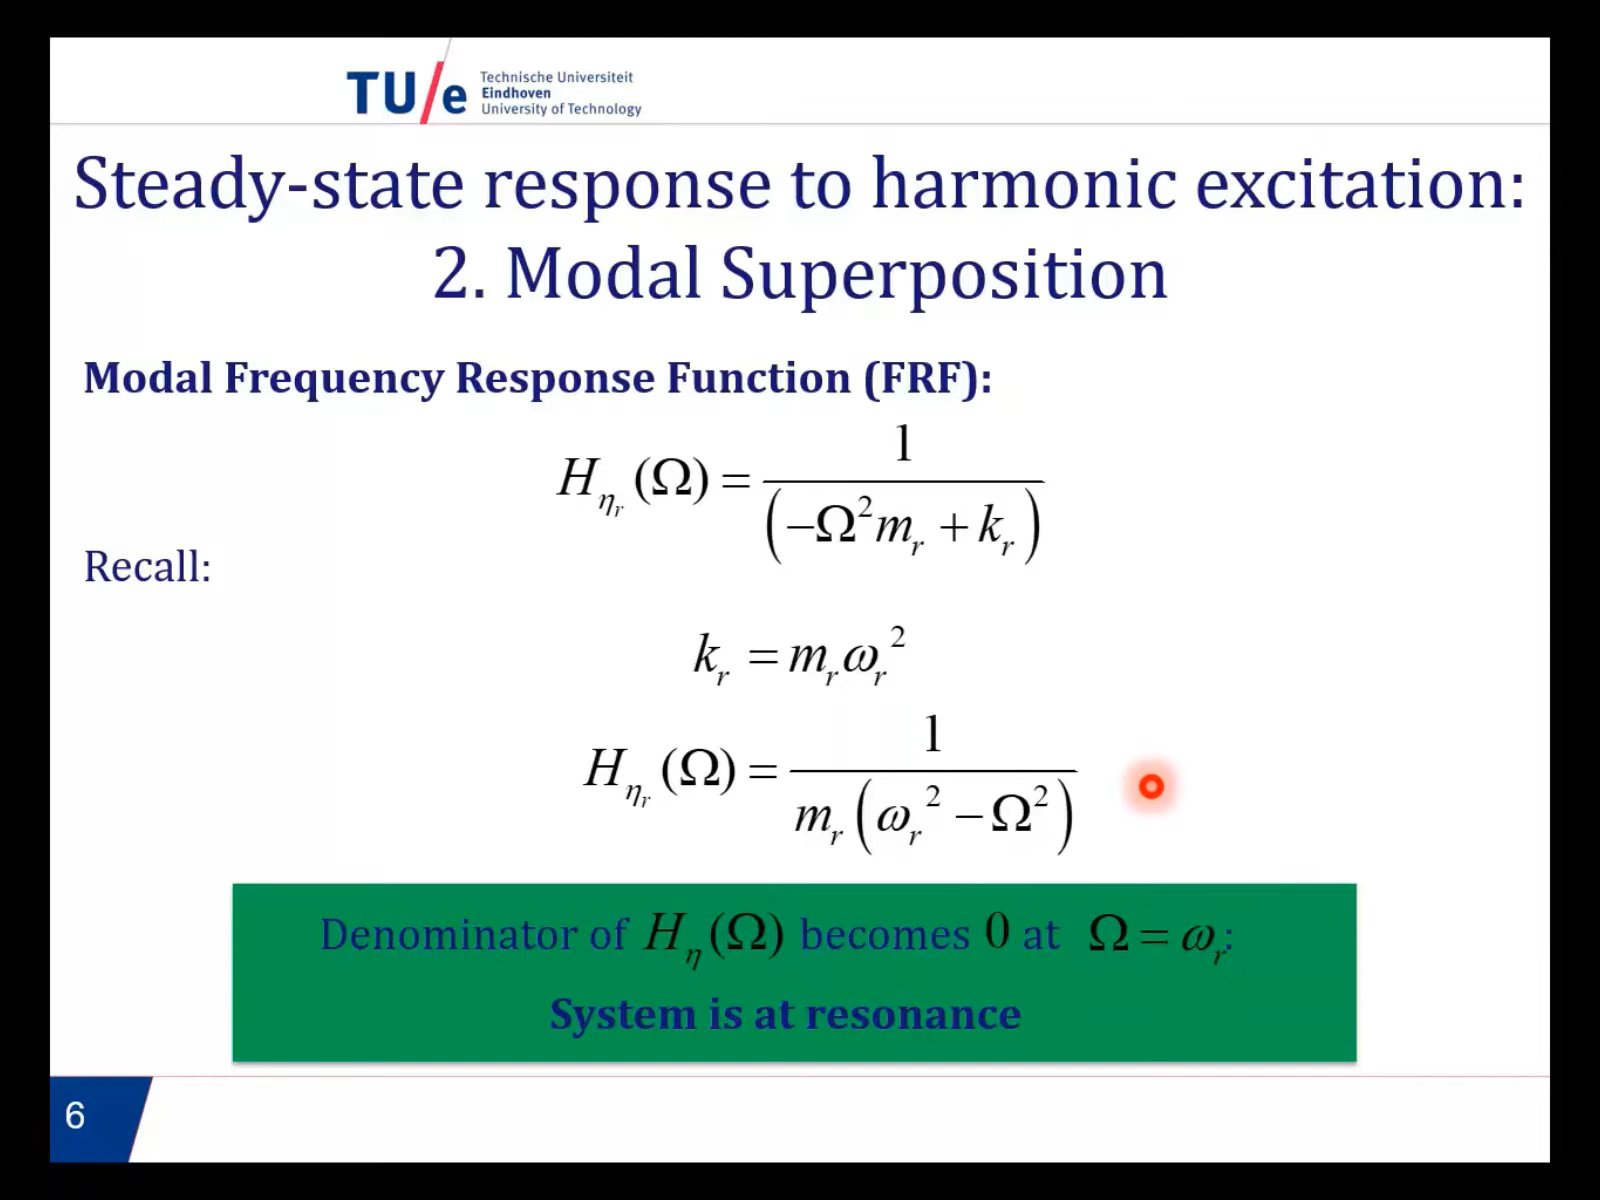 TU/e Technische Universiteit
Eindhoven
University of Technology
Steady-state response to harmonic excitation:
2. Modal Superposition
Modal Frequency Response Function (FRF):
H_{η_r}(Ω) = 1 / (−Ω²m_r + k_r)
Recall:
k_r = m_r ω_r²
H_{η_r}(Ω) = 1 / m_r(ω_r² − Ω²)
Denominator of H_η(Ω) becomes 0 at Ω = ω_r:
System is at resonance
6